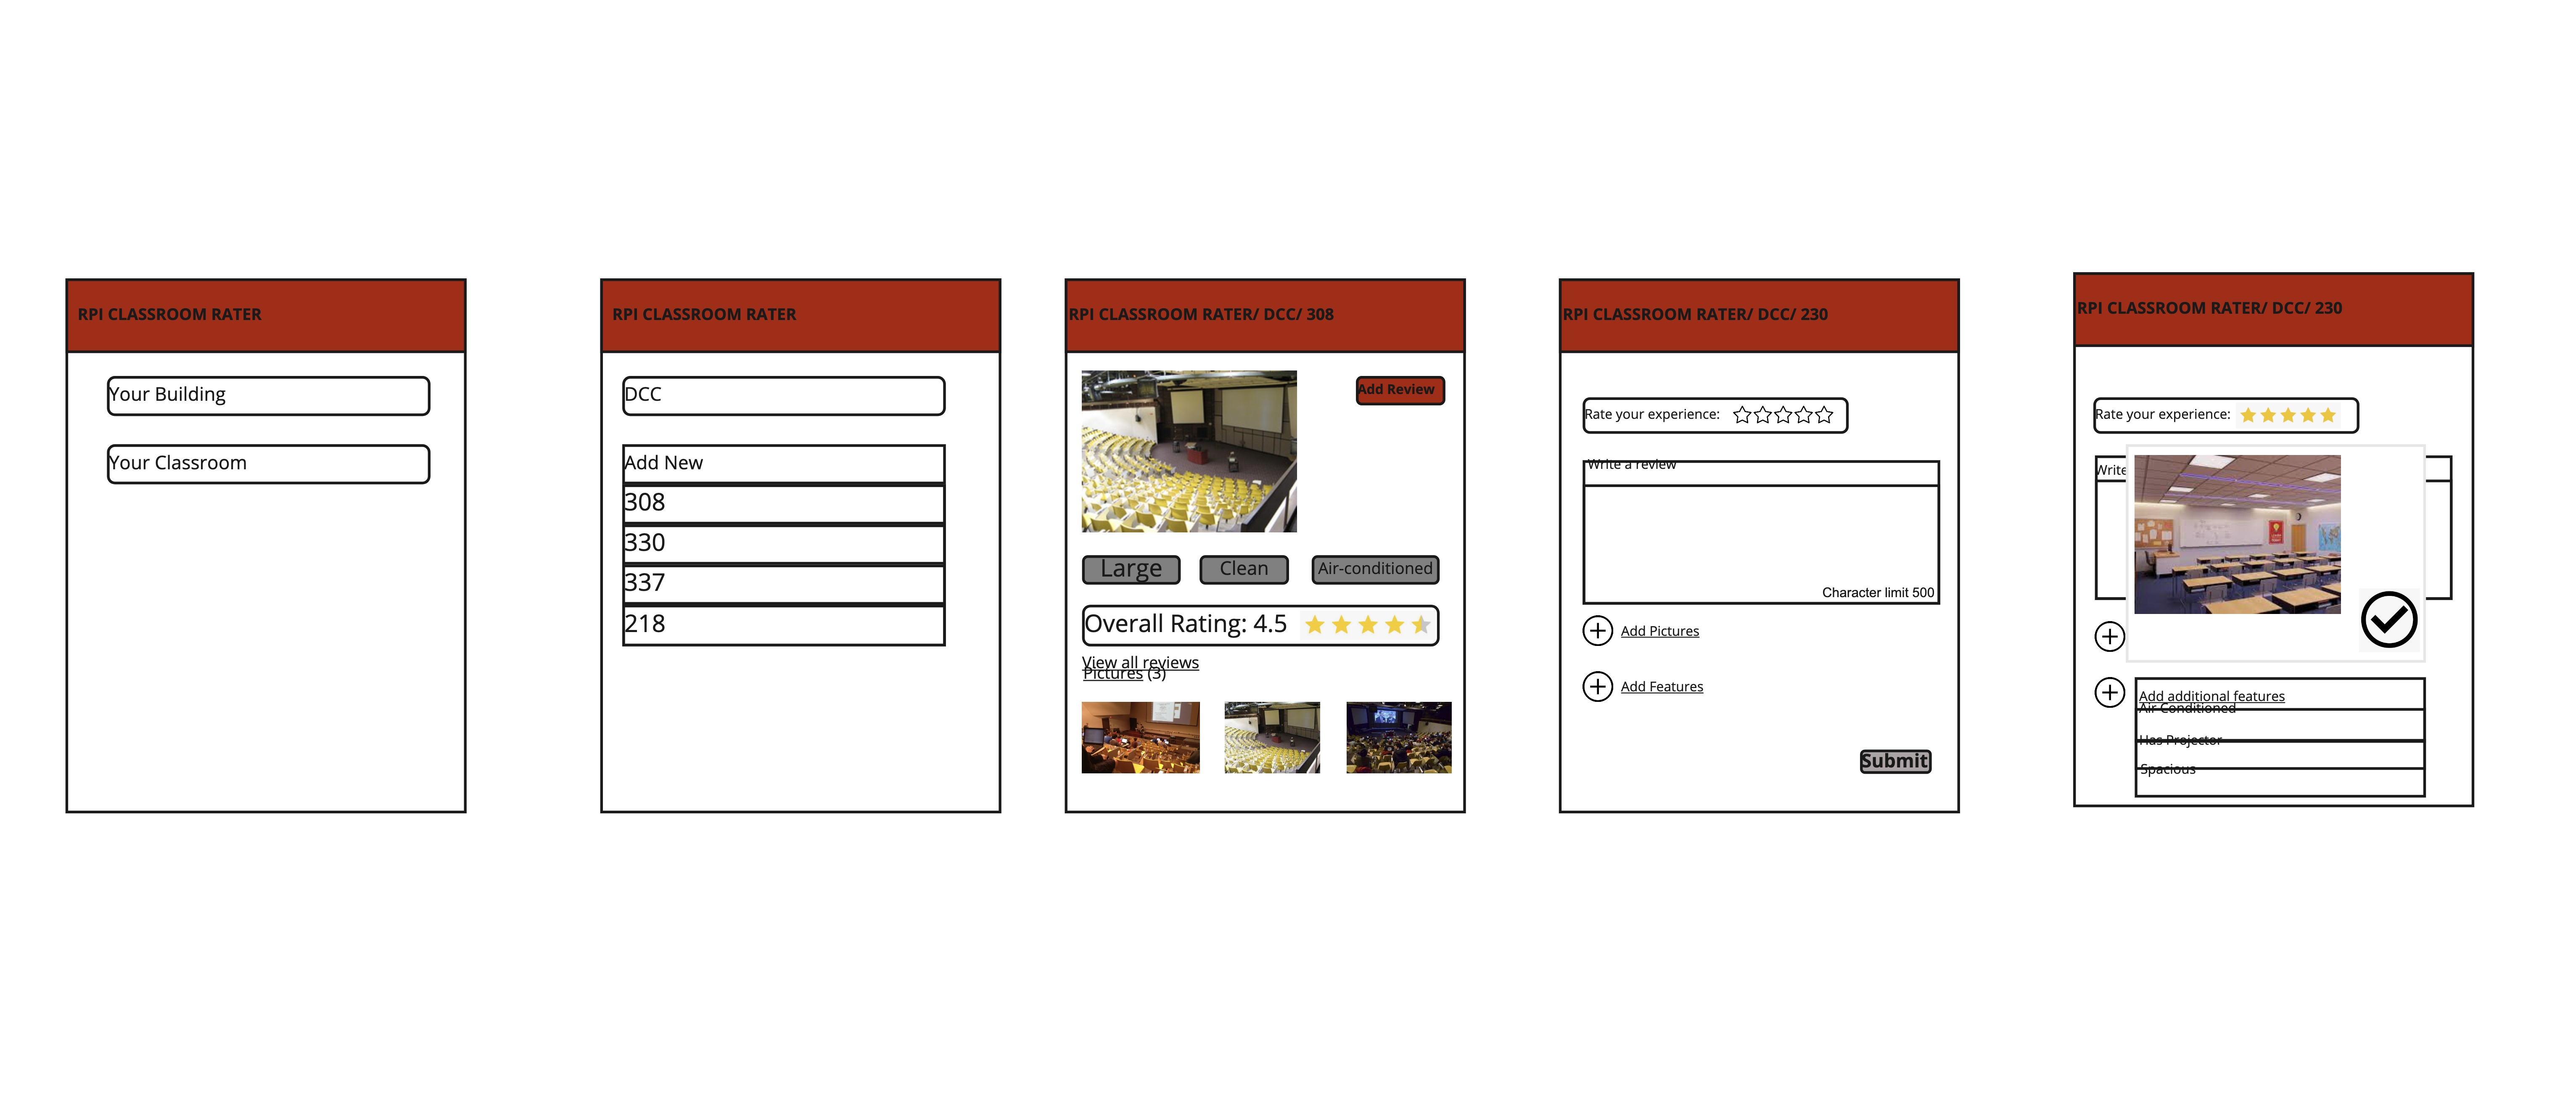 RPI CLASSROOM RATER
Your Building
Your Classroom
RPI CLASSROOM RATER
DCC
Add New
308
330
337
218
RPI CLASSROOM RATER/ DCC/ 308
Add Review
Large
Clean
Air-conditioned
Overall Rating: 4.5
View all reviews
Pictures (3)
RPI CLASSROOM RATER/ DCC/ 230
Rate your experience:
Write a review
Character limit 500
Add Pictures
Add Features
Submit
RPI CLASSROOM RATER/ DCC/ 230
Rate your experience:
Write
Add additional features
Air Conditioned
Has Projector
Spacious